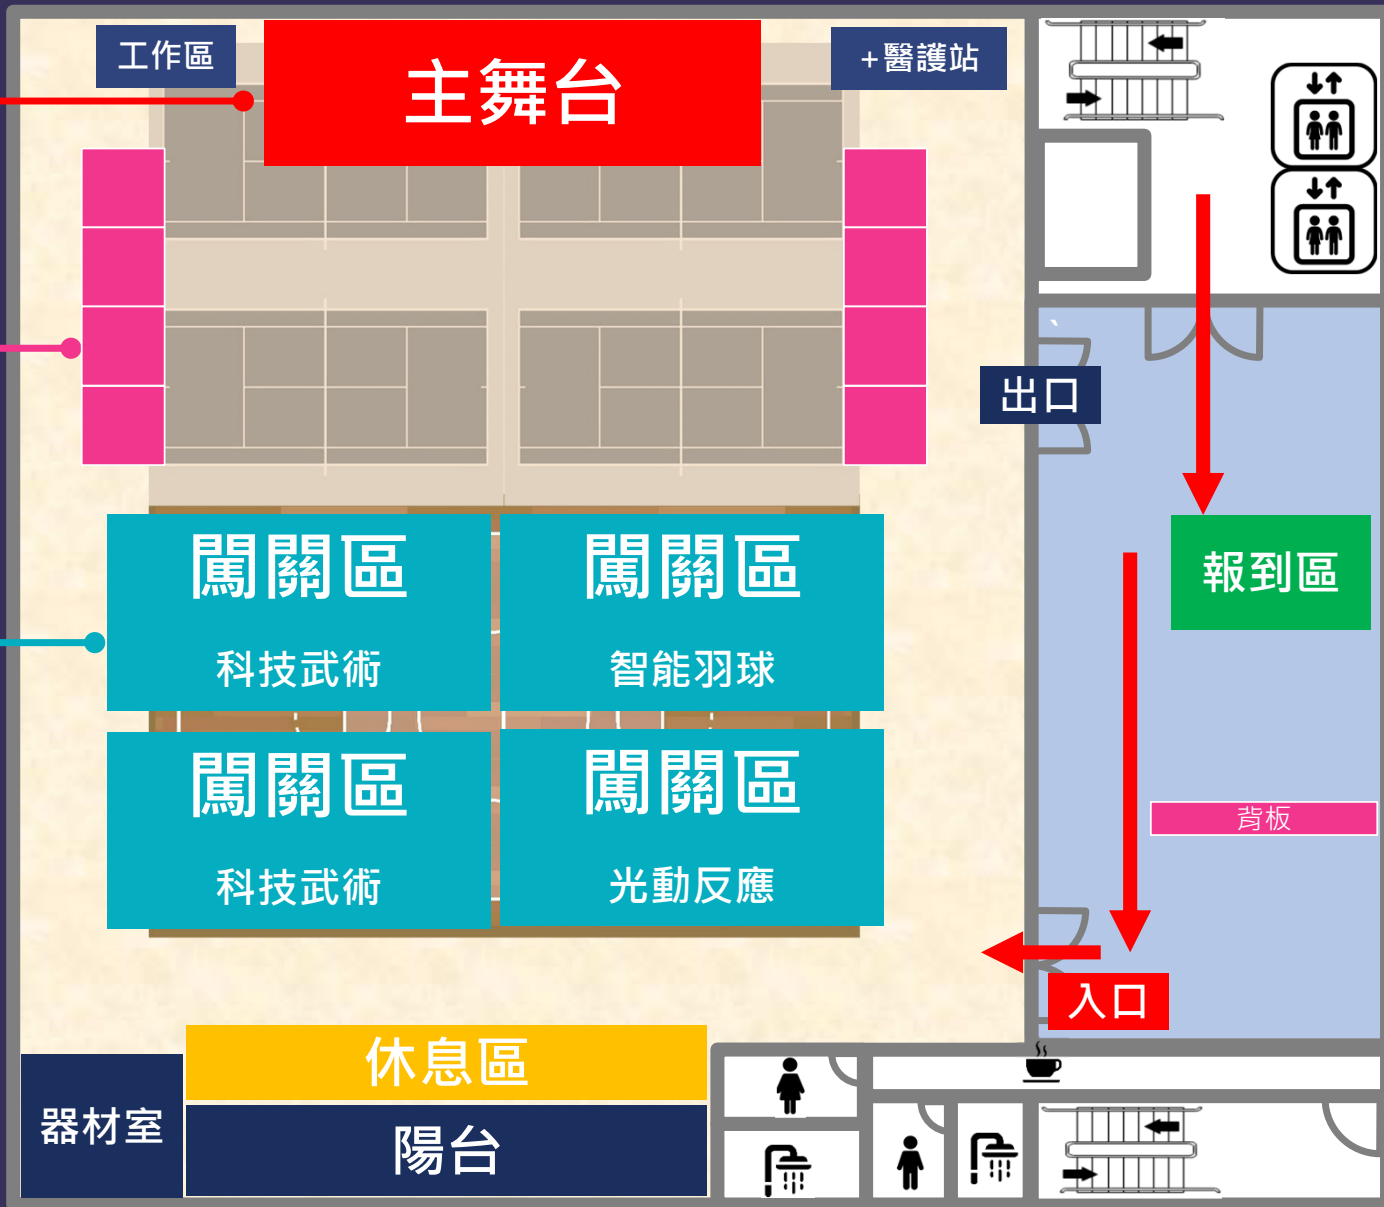 工作區
主舞台
+醫護站
、
出口
闖關區
科技武術
闖關區
智能羽球
報到區
闖關區
科技武術
闖關區
光動反應
背板
入口
休息區
器材室
陽台